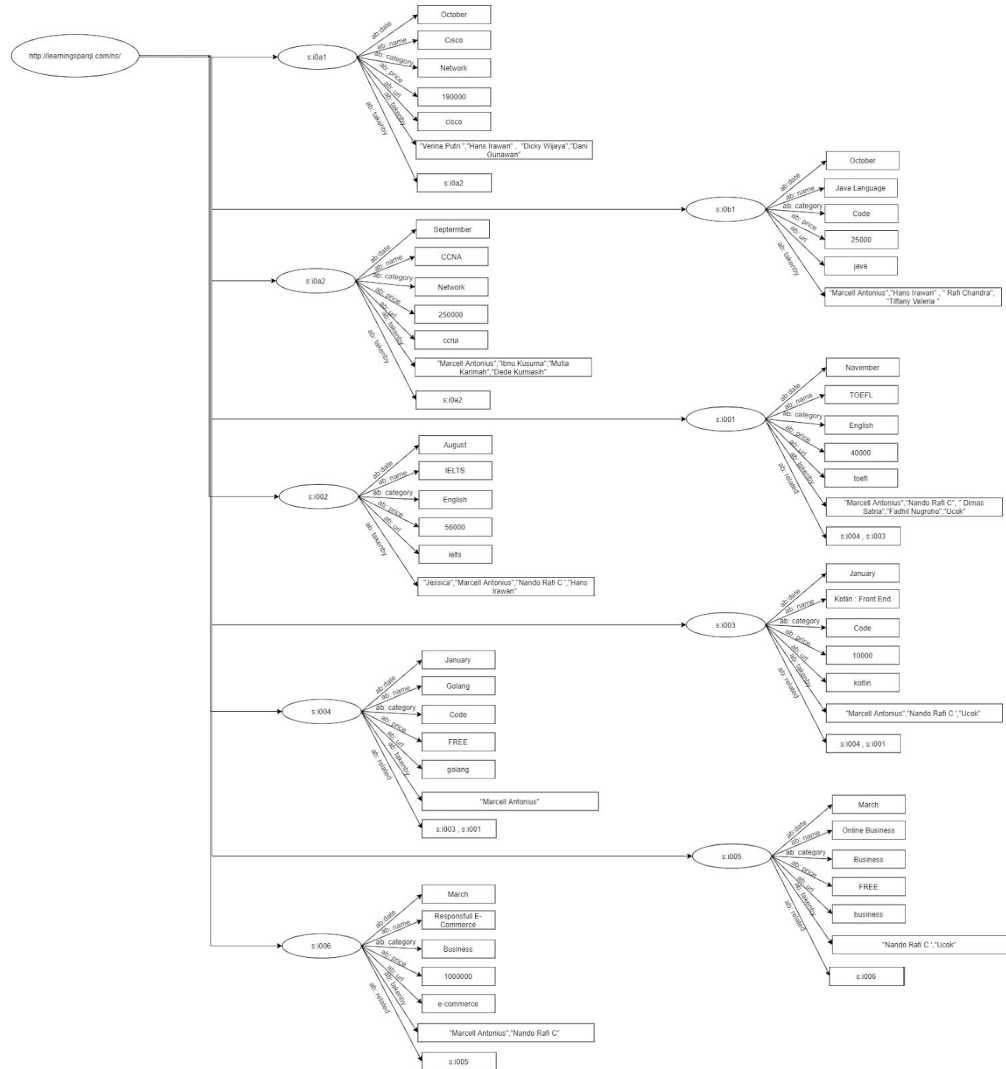 http://learningsparql.com/ns/
s:i0a1
ab:date
October
ab: name
Cisco
ab: category
Network
ab: price
190000
ab: url
cisco
ab: takenby
"Verina Putri ","Hans Irawan" , "Dicky Wijaya","Dani
Gunawan"
ab: takenby
s:i0a2
s:i0b1
ab:date
October
ab: name
Java Language
ab: category
Code
ab: price
25000
ab: url
java
ab: takenby
"Marcell Antonius","Hans Irawan" , " Rafi Chandra",
"Tiffany Valeria "
s:i0a2
ab:date
Septermber
ab: name
CCNA
ab: category
Network
ab: price
250000
ab: url
ccna
ab: takenby
"Marcell Antonius","Ibnu Kusuma","Mutia
Karimah","Dede Kurniasih"
ab: takenby
s:i0a2
s:i001
ab:date
November
ab: name
TOEFL
ab: category
English
ab: price
40000
ab: url
toefl
ab: takenby
"Marcell Antonius","Nando Rafi C", " Dimas
Satria","Fadhil Nugroho","Ucok"
ab: related
s:i004 , s:i003
s:i002
ab:date
August
ab: name
IELTS
ab: category
English
ab: price
56000
ab: url
ielts
ab: takenby
"Jessica","Marcell Antonius","Nando Rafi C ","Hans
Irawan"
s:i003
ab:date
January
ab: name
Kotlin : Front End
ab: category
Code
ab: price
10000
ab: url
kotlin
ab: takenby
"Marcell Antonius","Nando Rafi C ","Ucok"
ab: related
s:i004 , s:i001
s:i004
ab:date
January
ab: name
Golang
ab: category
Code
ab: price
FREE
ab: url
golang
ab: takenby
"Marcell Antonius"
ab: related
s:i003 , s:i001
s:i005
ab:date
March
ab: name
Online Business
ab: category
Business
ab: price
FREE
ab: url
business
ab: takenby
"Nando Rafi C ","Ucok"
ab: related
s:i006
s:i006
ab:date
March
ab: name
Responsfull E-
Commerce
ab: category
Business
ab: price
1000000
ab: url
e-commerce
ab: takenby
"Marcell Antonius","Nando Rafi C"
ab: related
s:i005